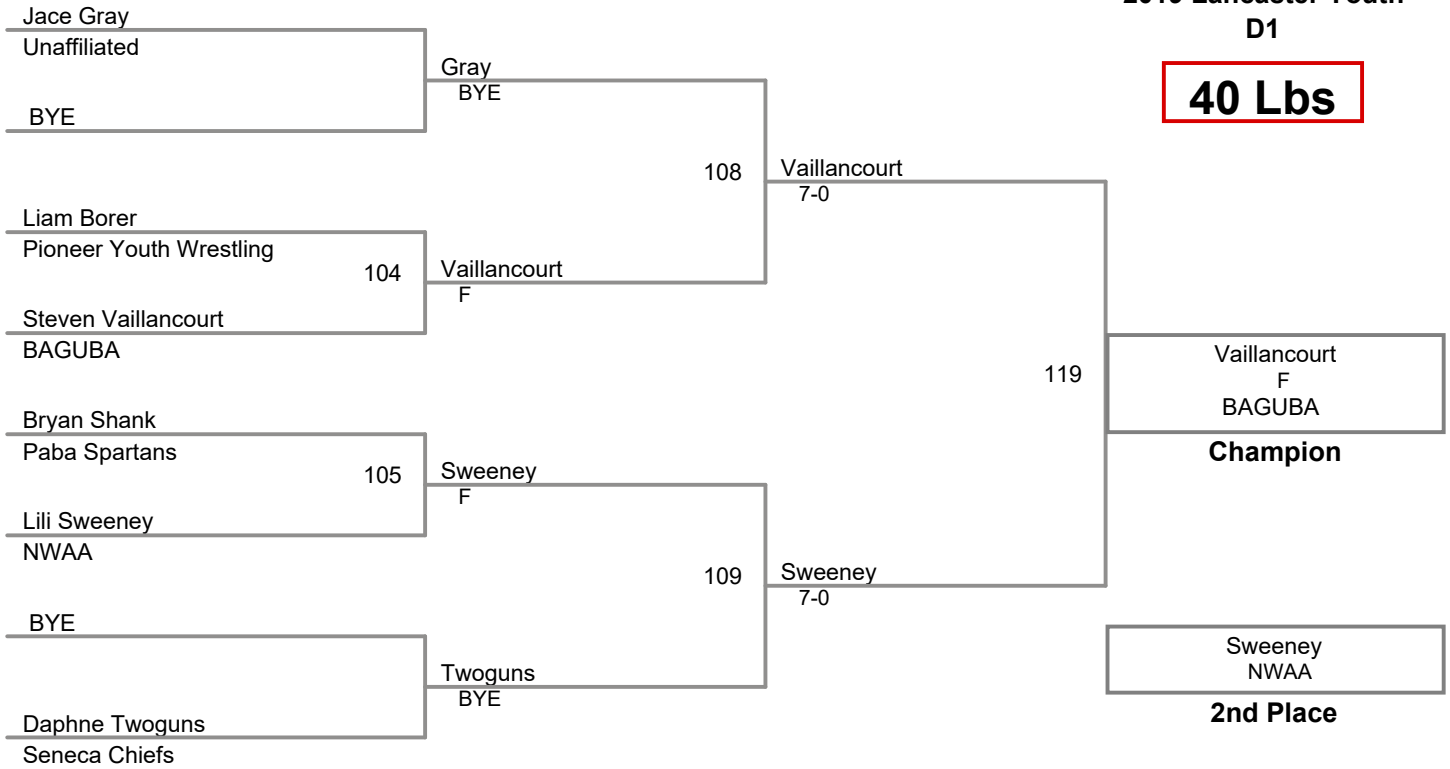 Jace Gray
Unaffiliated
BYE
Liam Borer
Pioneer Youth Wrestling
104
Steven Vaillancourt
BAGUBA
Bryan Shank
Paba Spartans
105
Lili Sweeney
NWAA
BYE
Daphne Twoguns
Seneca Chiefs
Gray
BYE
108
Vaillancourt
F
Sweeney
F
109
Twoguns
BYE
Vaillancourt
7-0
119
Sweeney
7-0
D1
40 Lbs
Vaillancourt
F
BAGUBA
Champion
Sweeney
NWAA
2nd Place